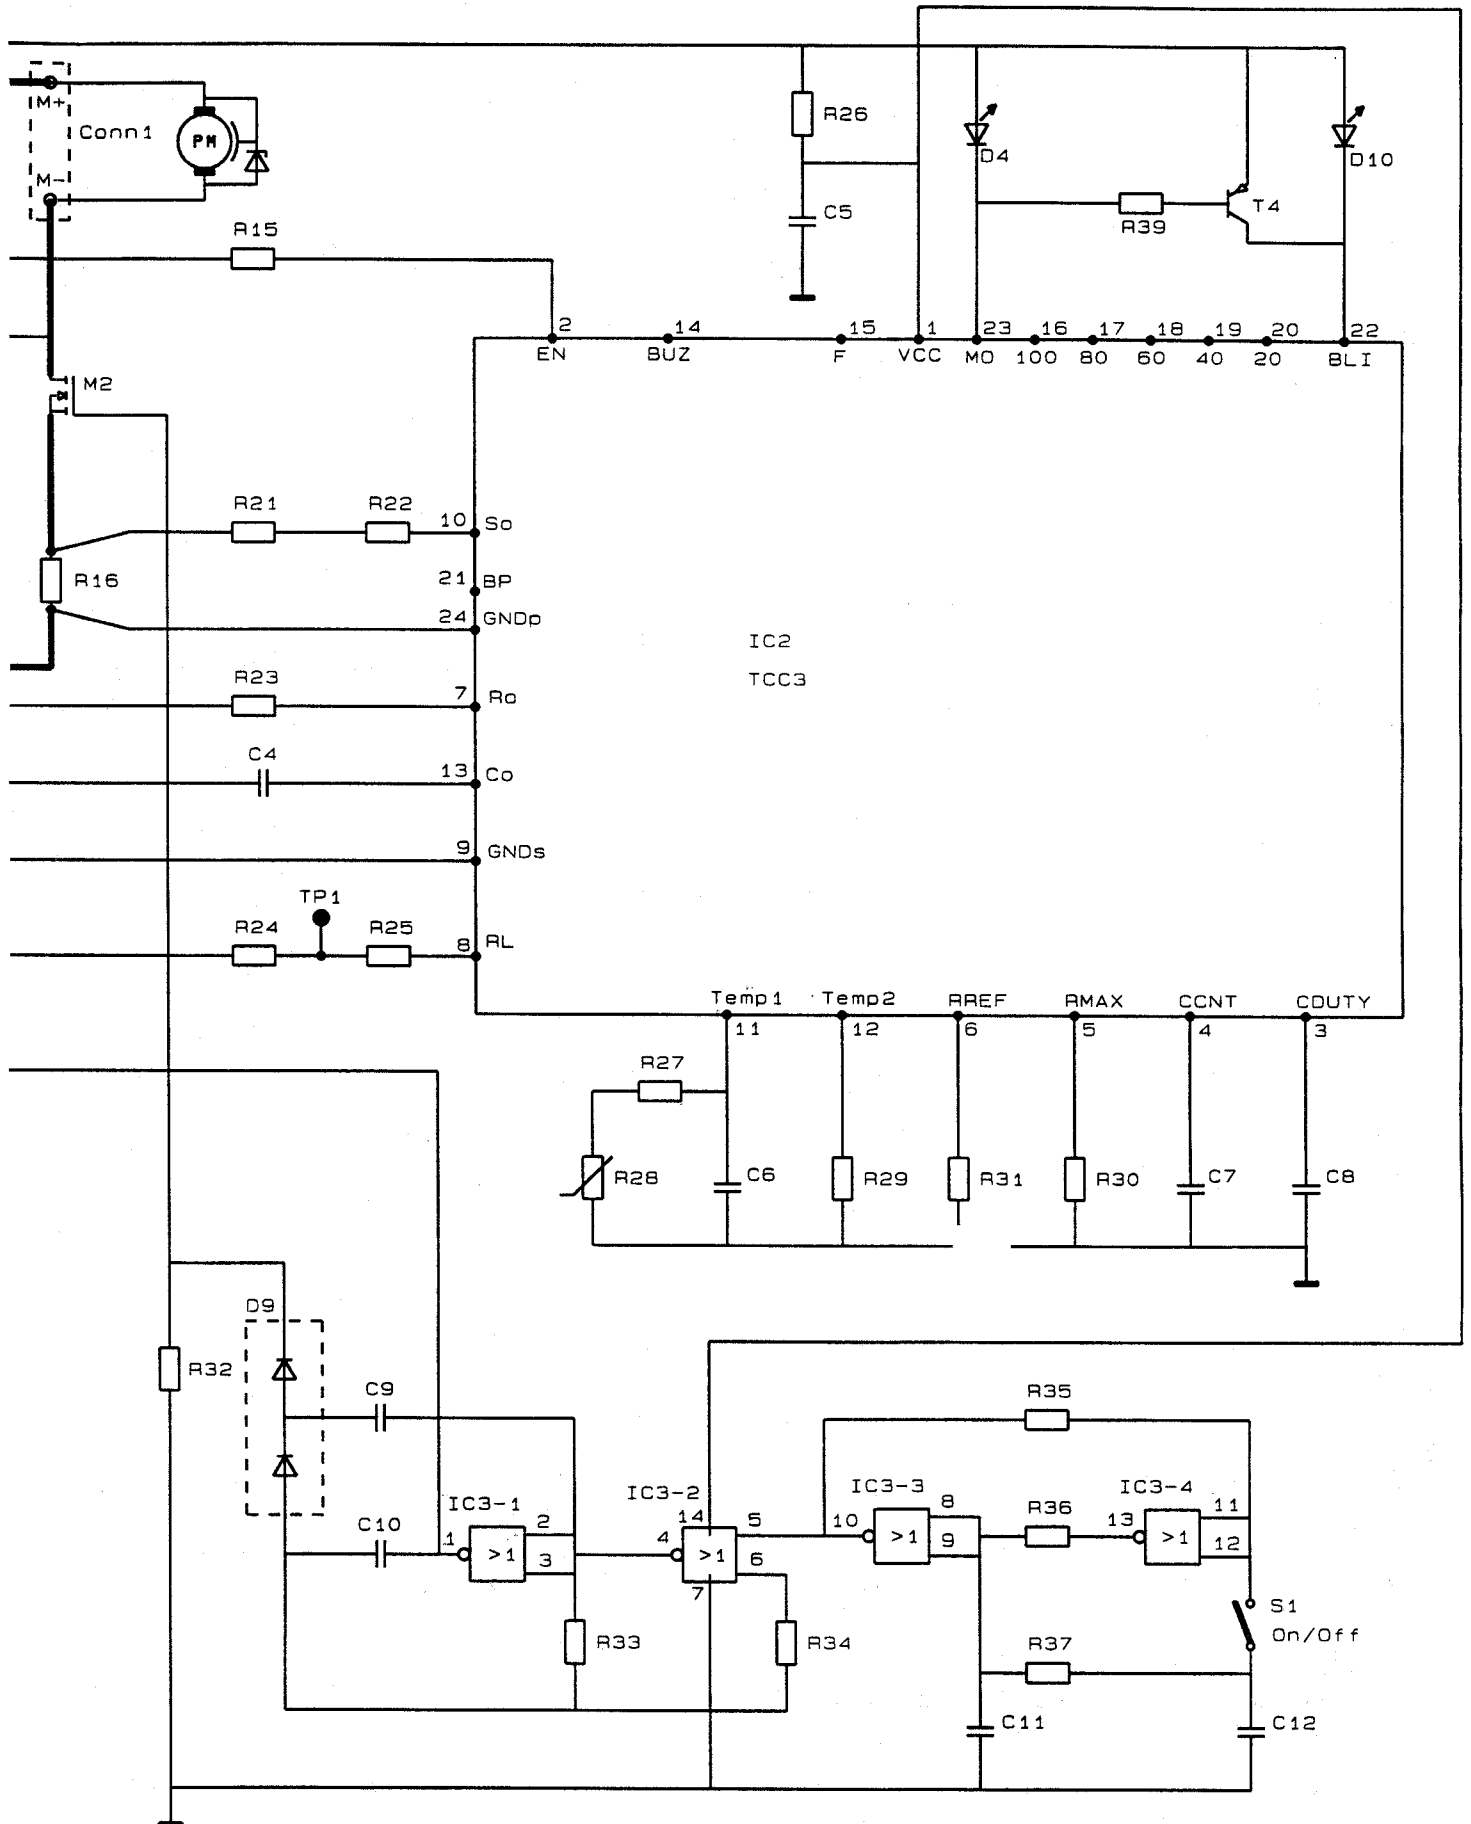 M+
Conn1
PM
M-
R26
D4
D10
C5
R39
T4
R15
2
14
15
1
23
16
17
18
19
20
22
EN
BUZ
F
VCC
MO
100
80
60
40
20
BLI
M2
R21
R22
10
So
R16
21
BP
24
GNDp
IC2
TCC3
R23
7
Ro
C4
13
Co
9
GNDs
TP1
R24
R25
8
RL
Temp1
Temp2
RREF
RMAX
CCNT
CDUTY
11
12
6
5
4
3
R27
R28
C6
R29
R31
R30
C7
C8
D9
R32
C9
R35
IC3-1
IC3-2
IC3-3
IC3-4
C10
1
>1
2
3
4
14
>1
7
5
6
10
>1
8
9
R36
13
>1
11
12
R33
R34
S1
On/Off
R37
C11
C12